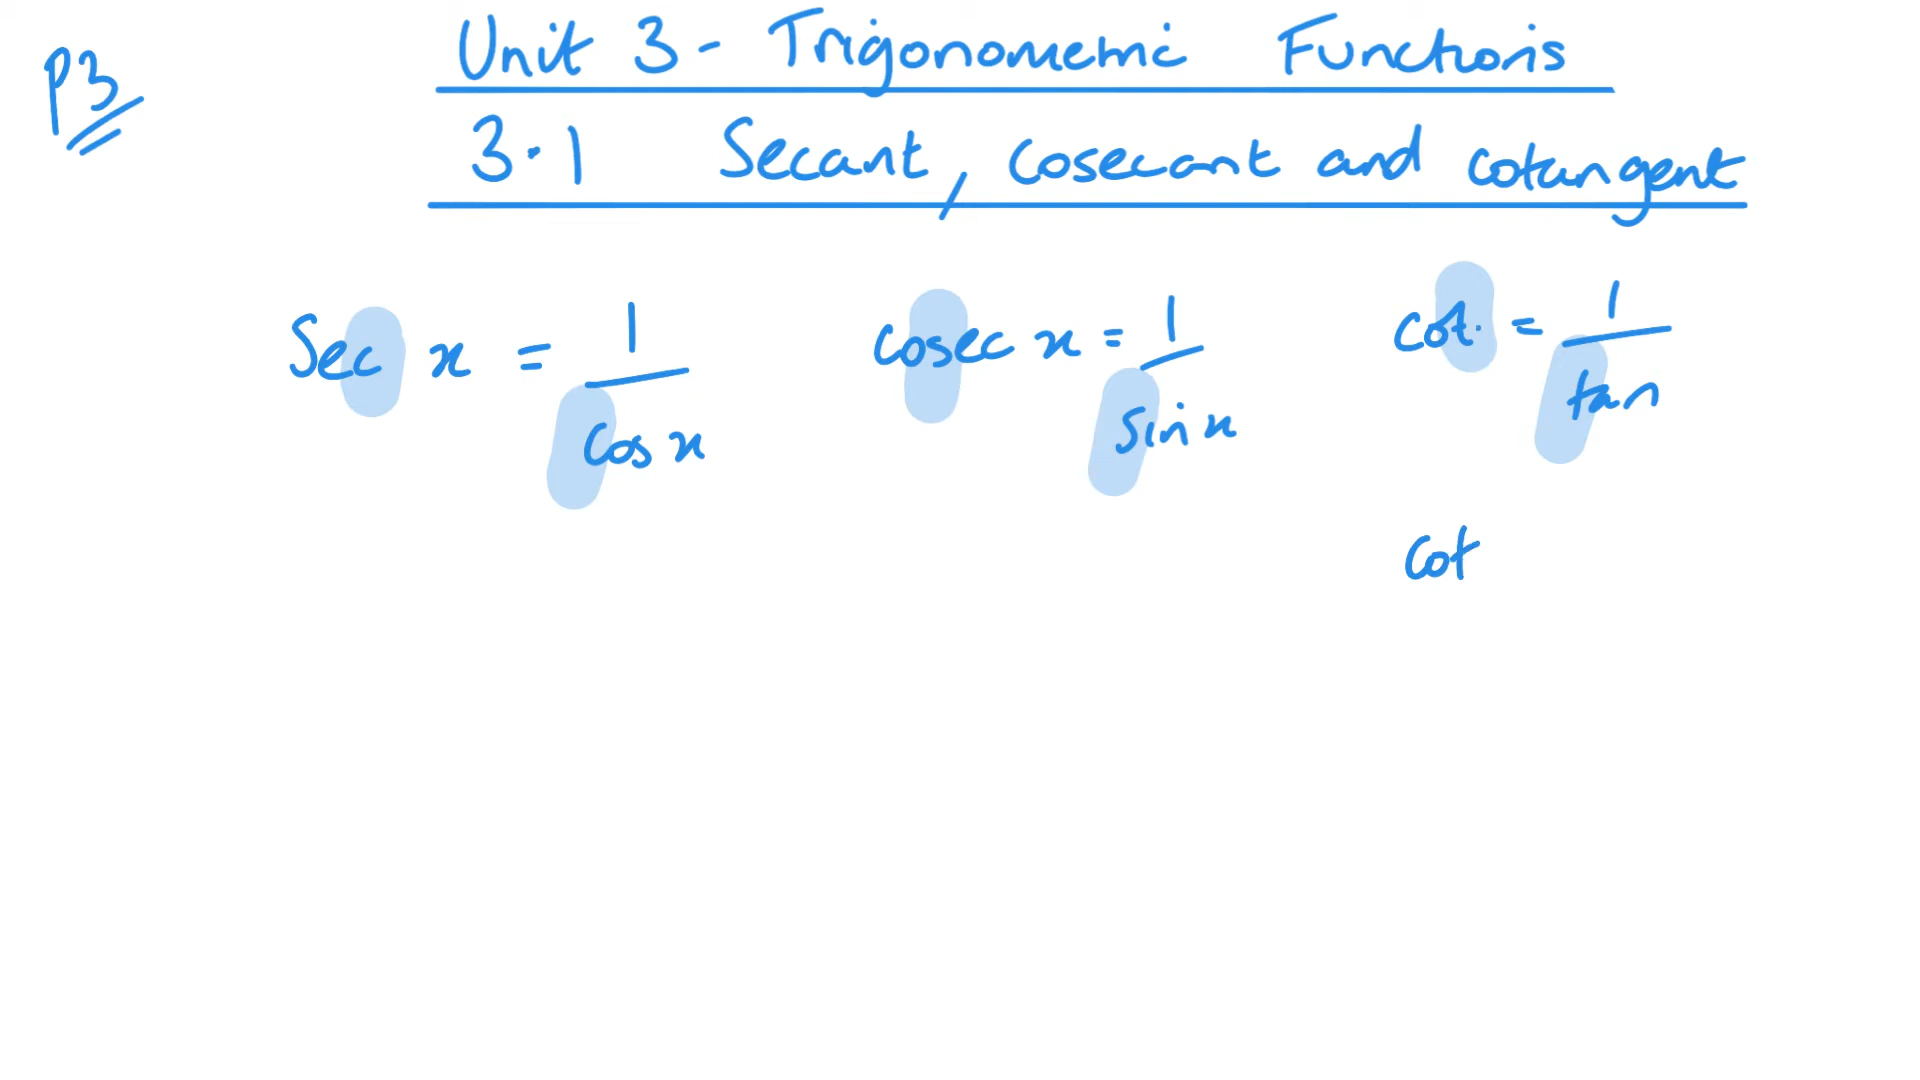 P3
Unit 3 - Trigonometric Functions
3.1 Secant, cosecant and cotangent
Sec x = 1/cos x cosec x = 1/sin x cot = 1/tan
cot